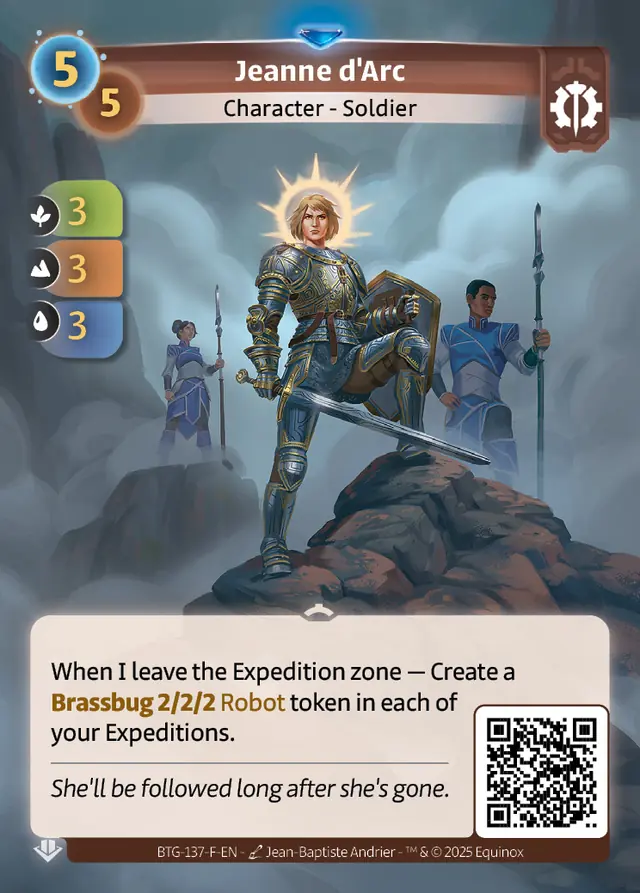 5
Jeanne d'Arc
5
Character - Soldier
3
3
3
When I leave the Expedition zone — Create a
Brassbug 2/2/2 Robot token in each of
your Expeditions.
She'll be followed long after she's gone.
BTG-137-F-EN - Jean-Baptiste Andrier - ™ & © 2025 Equinox